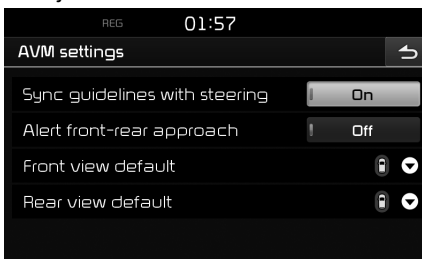 REG 01:57
AVM settings
Sync guidelines with steering On
Alert front-rear approach Off
Front view default
Rear view default